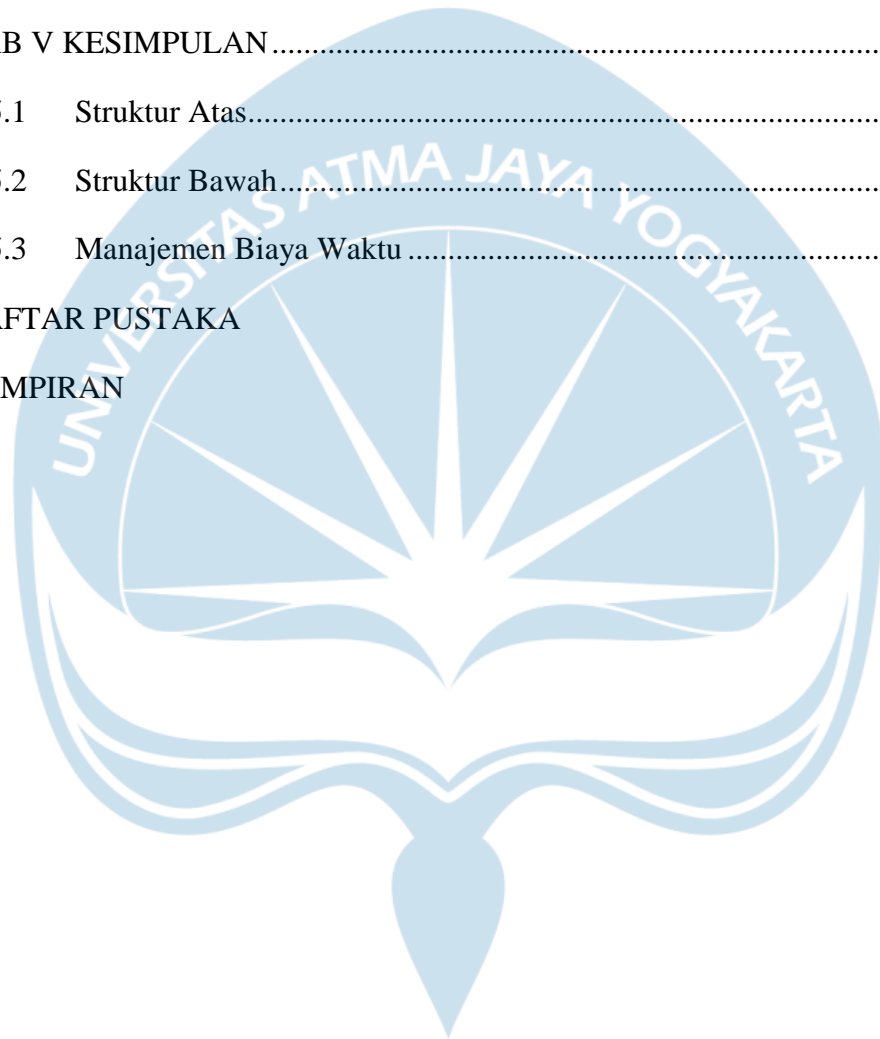 AB V KESIMPULAN........................................................................
5.1 Struktur Atas...........................................................................
5.2 Struktur Bawah.......................................................................
5.3 Manajemen Biaya Waktu .......................................................
AFTAR PUSTAKA
MPIRAN
UNIVERSITAS ATMA JAYA YOGYAKARTA